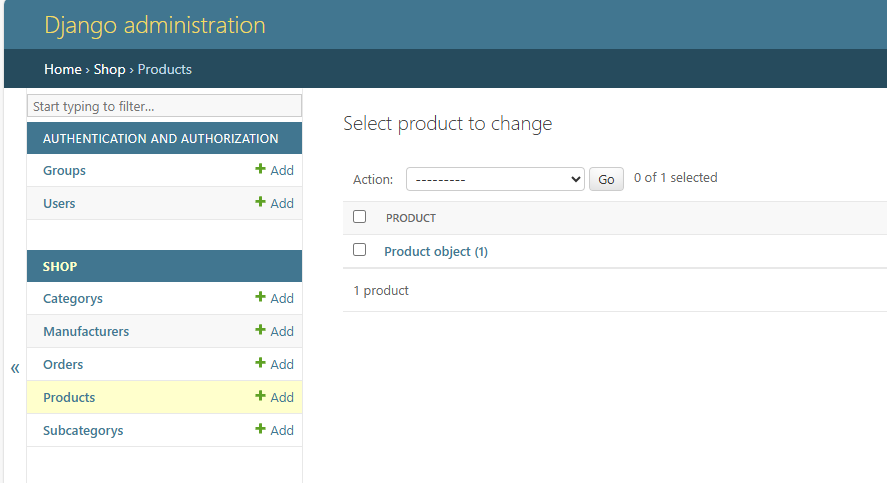 Django administration
Home › Shop › Products
Start typing to filter...
AUTHENTICATION AND AUTHORIZATION
Groups + Add
Users + Add
SHOP
Categorys + Add
Manufacturers + Add
Orders + Add
Products + Add
Subcategorys + Add
«
Select product to change
Action: --------- Go 0 of 1 selected
PRODUCT
Product object (1)
1 product